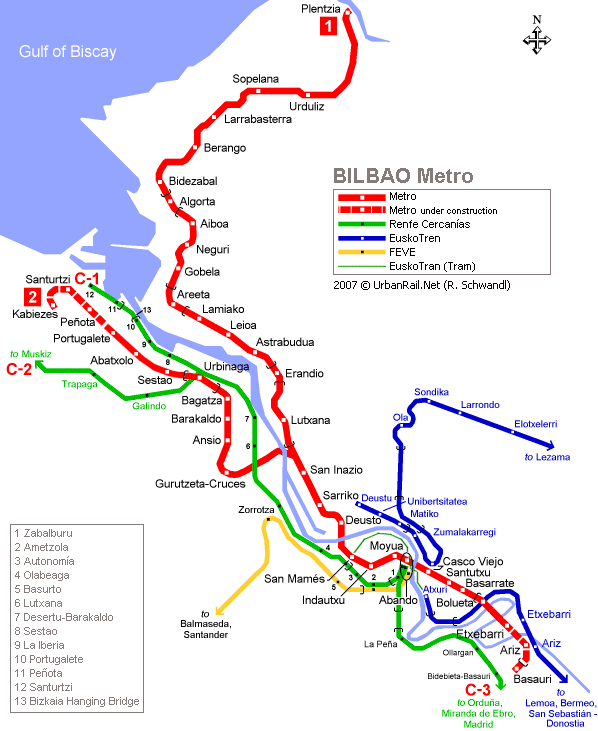 Plentzia
1
N
Gulf of Biscay
Sopelana
Urduliz
Larrabasterra
Berango
BILBAO Metro
Metro
Metro under construction
Renfe Cercanías
EuskoTren
FEVE
EuskoTran (Tram)
2007 © UrbanRail.Net (R. Schwandl)
Bidezabal
Algorta
Aiboa
Neguri
Gobela
Areeta
Lamiako
Leioa
Astrabudua
Erandio
Lutxana
San Inazio
Sarriko
Deusto
Santurtzi
C-1
2
Kabiezes
Peñota
Portugalete
Abatxolo
Sestao
Urbinaga
Bagatza
Barakaldo
Ansio
Gurutzeta-Cruces
12
11
13
10
9
8
7
6
to Muskiz
C-2
Trapaga
Galindo
Sondika
Larrondo
Ola
Elotxelerri
to Lezama
Deustu
Unibertsitatea
Matiko
Zumalakarregi
Zorrotza
4
Moyua
Casco Viejo
Santutxu
Basarrate
Bolueta
San Mamés
5
3
2
1
Indautxu
Abando
Atxuri
Etxebarri
Etxebarri
Ariz
Ariz
Basauri
La Peña
Ollargan
Bidebieta-Basauri
C-3
to Orduña,
Miranda de Ebro,
Madrid
to
Lemoa, Bermeo,
San Sebastián -
Donostia
to
Balmaseda,
Santander
1 Zabalburu
2 Ametzola
3 Autonomía
4 Olabeaga
5 Basurto
6 Lutxana
7 Desertu-Barakaldo
8 Sestao
9 La Iberia
10 Portugalete
11 Peñota
12 Santurtzi
13 Bizkaia Hanging Bridge